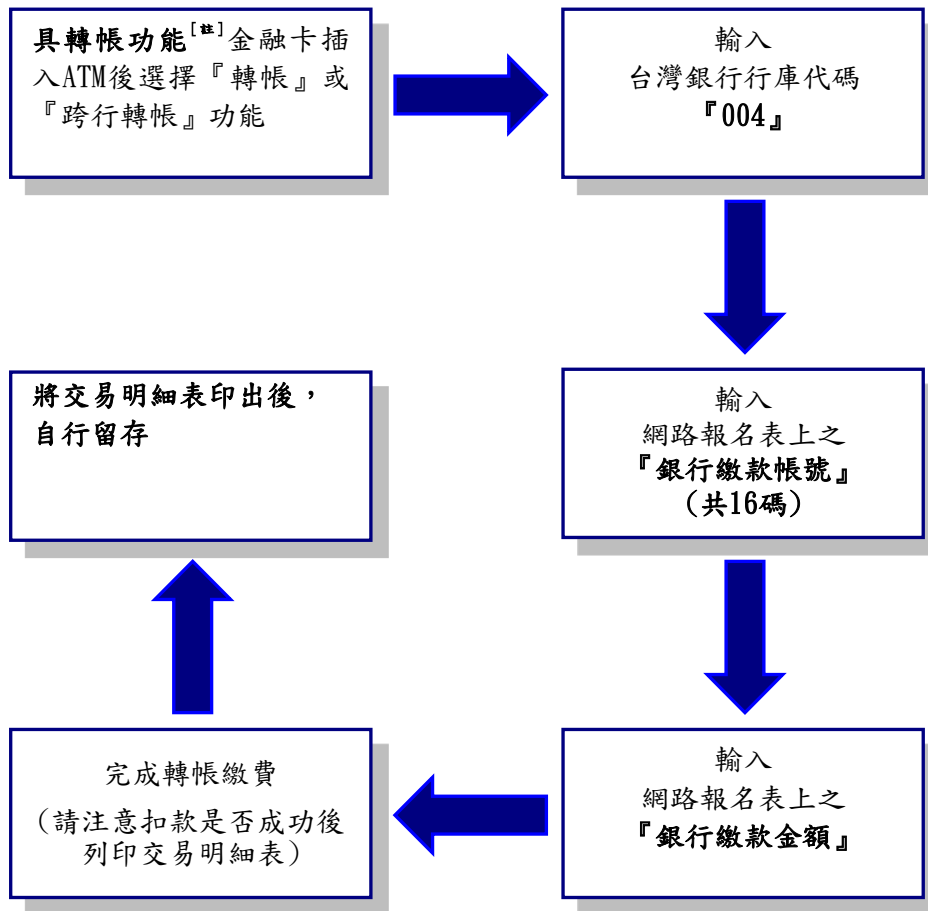 具轉帳功能[註]金融卡插
入ATM後選擇『轉帳』或
『跨行轉帳』功能
輸入
台灣銀行行庫代碼
『004』
輸入
網路報名表上之
『銀行繳款帳號』
(共16碼)
輸入
網路報名表上之
『銀行繳款金額』
完成轉帳繳費
(請注意扣款是否成功後
列印交易明細表)
將交易明細表印出後，
自行留存